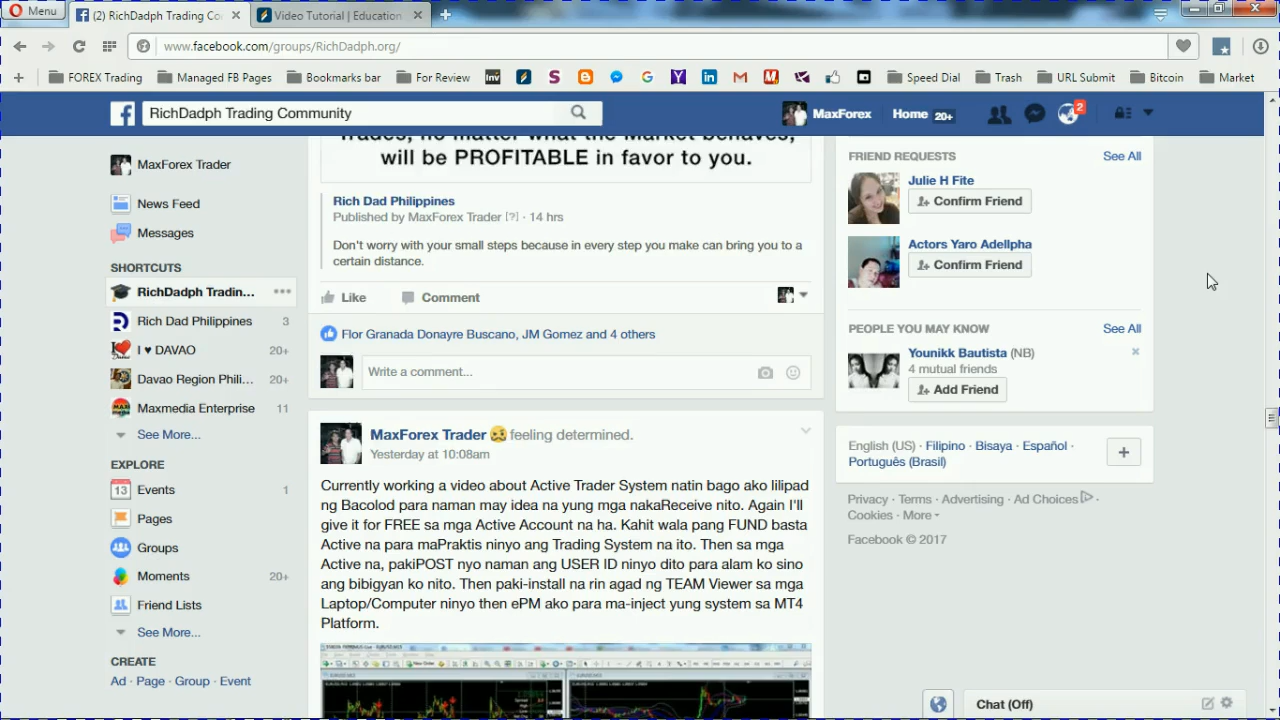 Menu
(2) RichDadph Trading Co
Video Tutorial | Education
www.facebook.com/groups/RichDadph.org/
FOREX Trading
Managed FB Pages
Bookmarks bar
For Review
Speed Dial
Trash
URL Submit
Bitcoin
Market
RichDadph Trading Community
MaxForex
Home 20+
2
MaxForex Trader
News Feed
Messages
SHORTCUTS
RichDadph Tradin...
Rich Dad Philippines 3
I ♥ DAVAO 20+
Davao Region Phili... 20+
Maxmedia Enterprise 11
See More...
EXPLORE
Events 1
Pages
Groups
Moments 20+
Friend Lists
See More...
CREATE
Ad · Page · Group · Event
Trades, no matter what the Market behaves,
will be PROFITABLE in favor to you.
Rich Dad Philippines
Published by MaxForex Trader [?] · 14 hrs
Don't worry with your small steps because in every step you make can bring you to a
certain distance.
Like Comment
Flor Granada Donayre Buscano, JM Gomez and 4 others
Write a comment...
MaxForex Trader feeling determined.
Yesterday at 10:08am
Currently working a video about Active Trader System natin bago ako lilipad
ng Bacolod para naman may idea na yung mga nakaReceive nito. Again I'll
give it for FREE sa mga Active Account na ha. Kahit wala pang FUND basta
Active na para maPraktis ninyo ang Trading System na ito. Then sa mga
Active na, pakiPOST nyo naman ang USER ID ninyo dito para alam ko sino
ang bibigyan ko nito. Then paki-install na rin agad ng TEAM Viewer sa mga
Laptop/Computer ninyo then ePM ako para ma-inject yung system sa MT4
Platform.
FRIEND REQUESTS See All
Julie H Fite
Confirm Friend
Actors Yaro Adellpha
Confirm Friend
PEOPLE YOU MAY KNOW See All
Younikk Bautista (NB)
4 mutual friends
Add Friend
English (US) · Filipino · Bisaya · Español ·
Português (Brasil)
Privacy · Terms · Advertising · Ad Choices ·
Cookies · More
Facebook © 2017
Chat (Off)